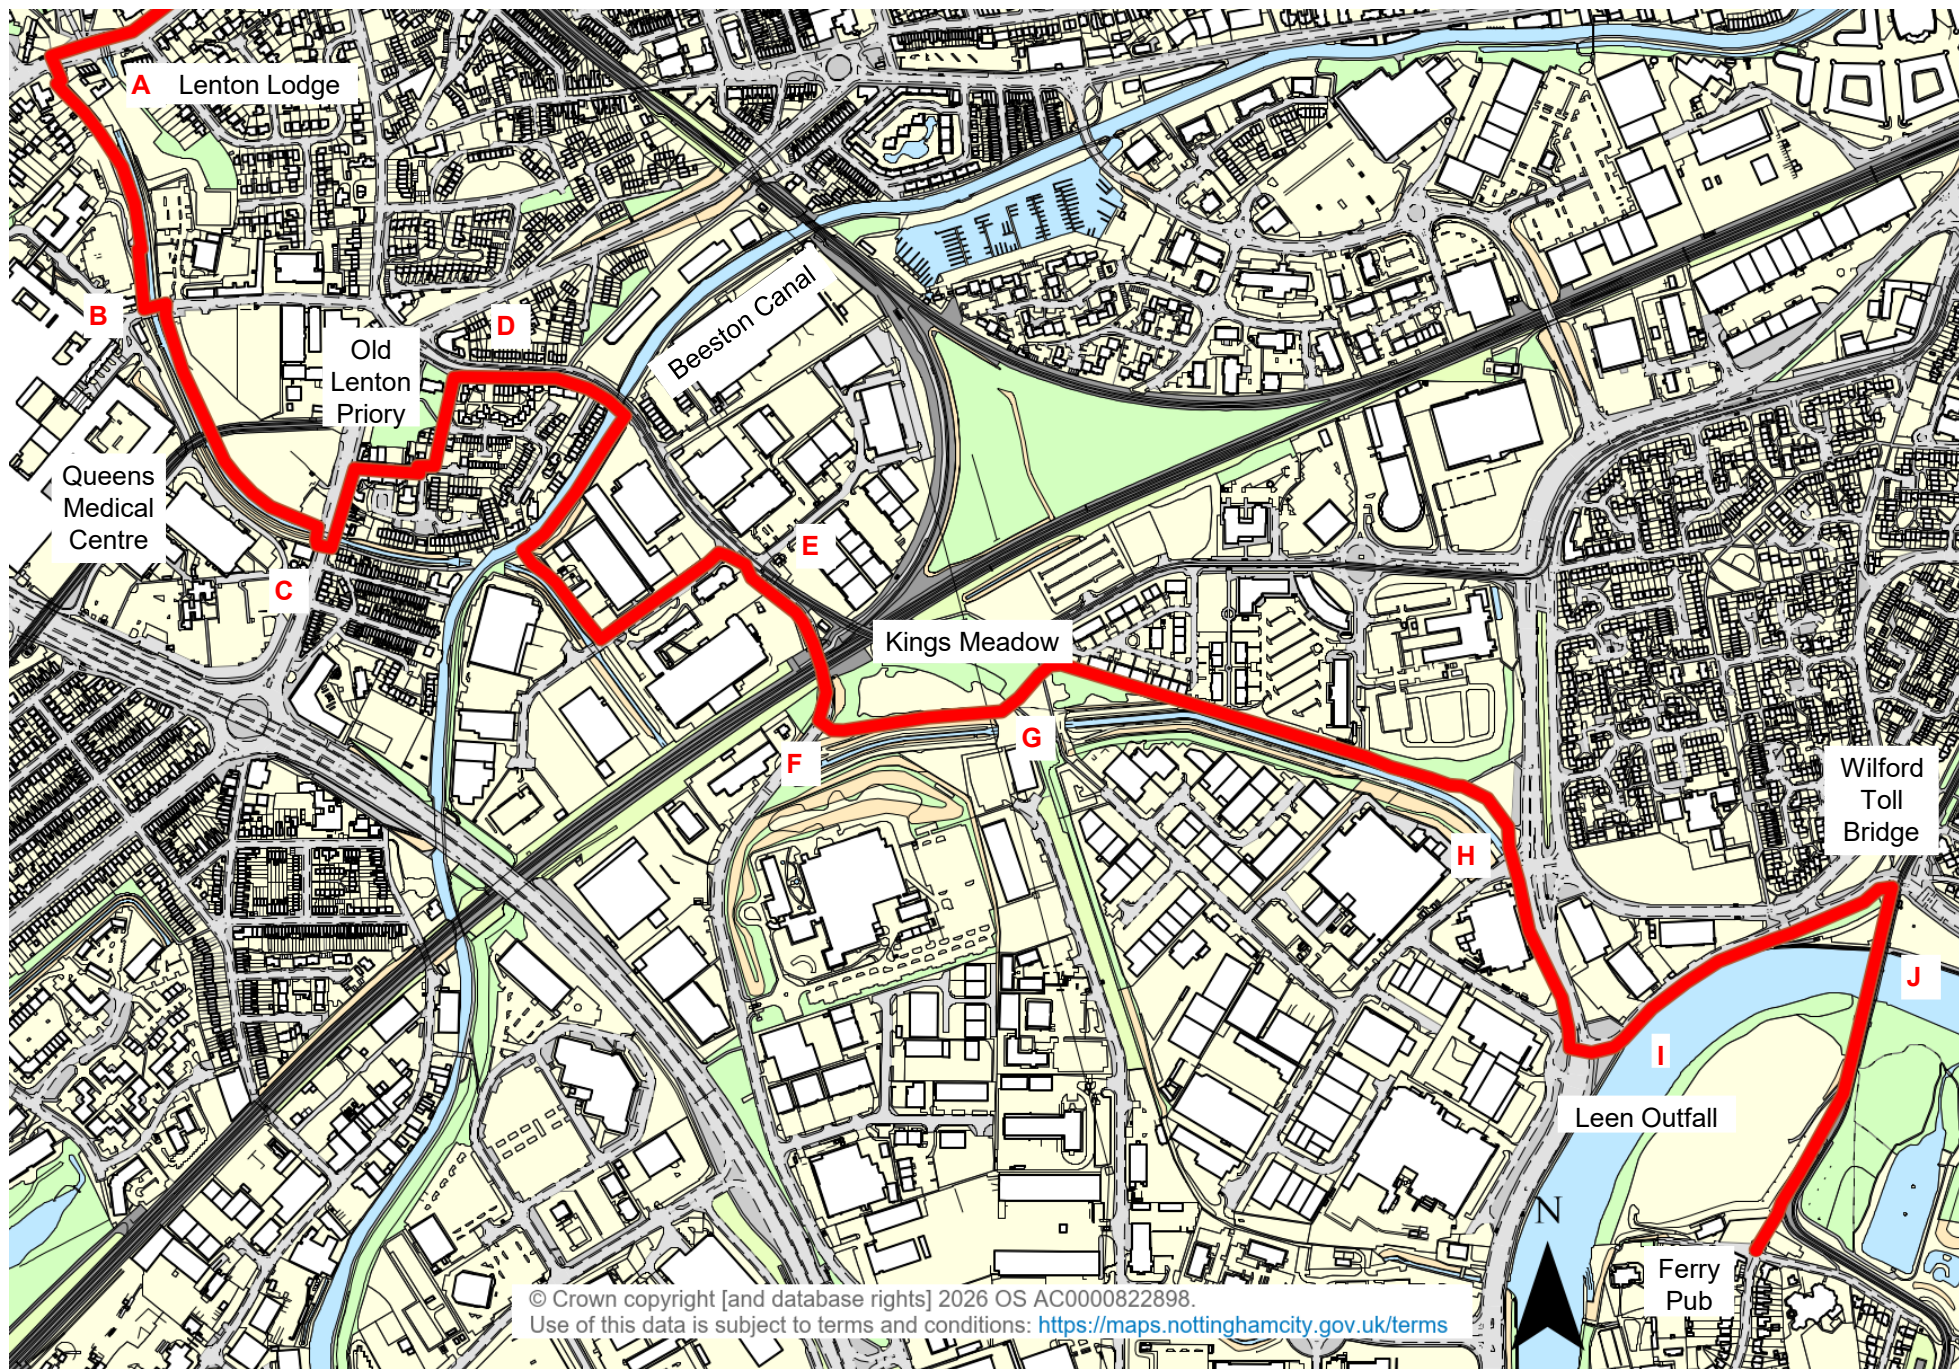 A Lenton Lodge
B
D
Old
Lenton
Priory
Beeston Canal
Queens
Medical
Centre
C
E
Kings Meadow
F
G
H
Wilford
Toll
Bridge
J
I
Leen Outfall
N
Ferry
Pub
© Crown copyright [and database rights] 2026 OS AC0000822898.
Use of this data is subject to terms and conditions: https://maps.nottinghamcity.gov.uk/terms